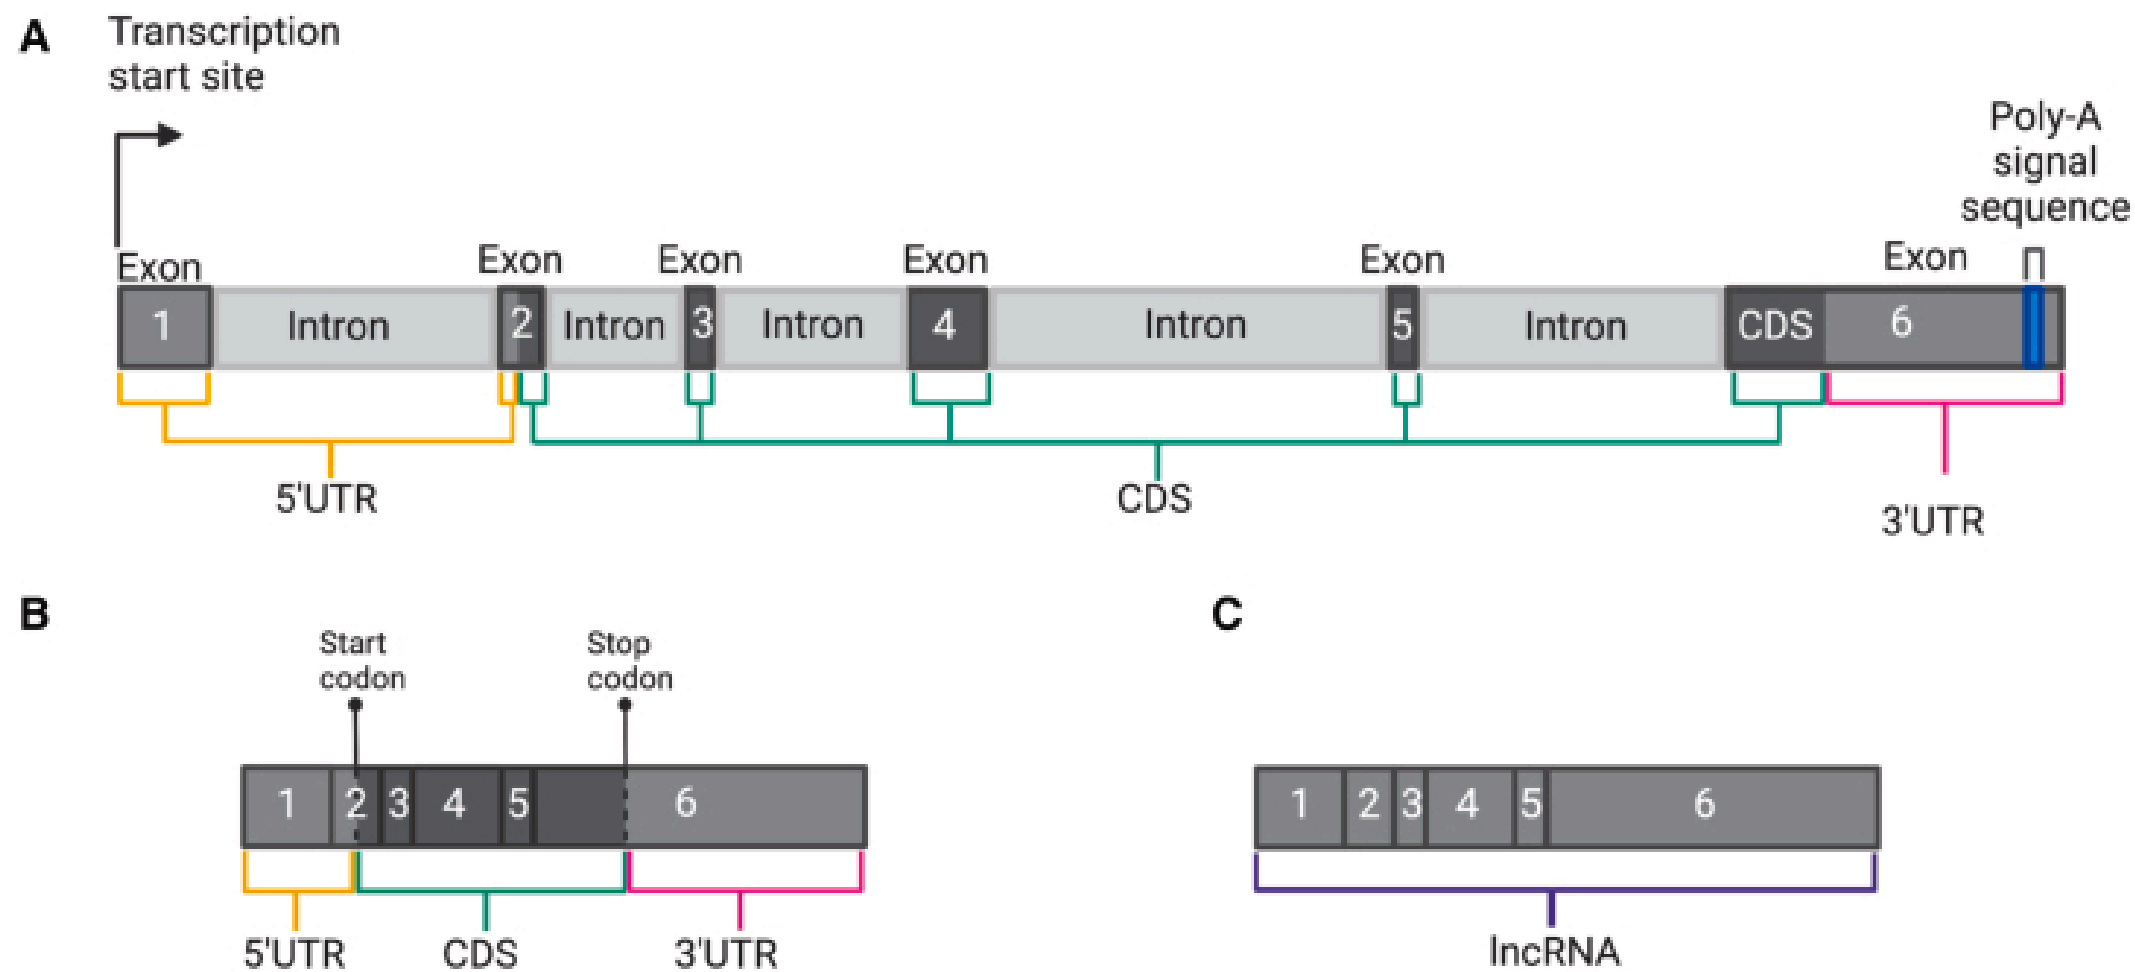 A
Transcription
start site
Poly-A
signal
sequence
Exon
Exon
Exon
Exon
Exon
Exon
1
Intron
2
Intron
3
Intron
4
Intron
5
Intron
CDS
6
5'UTR
CDS
3'UTR
B
Start
codon
Stop
codon
1
2
3
4
5
6
5'UTR
CDS
3'UTR
C
1
2
3
4
5
6
lncRNA